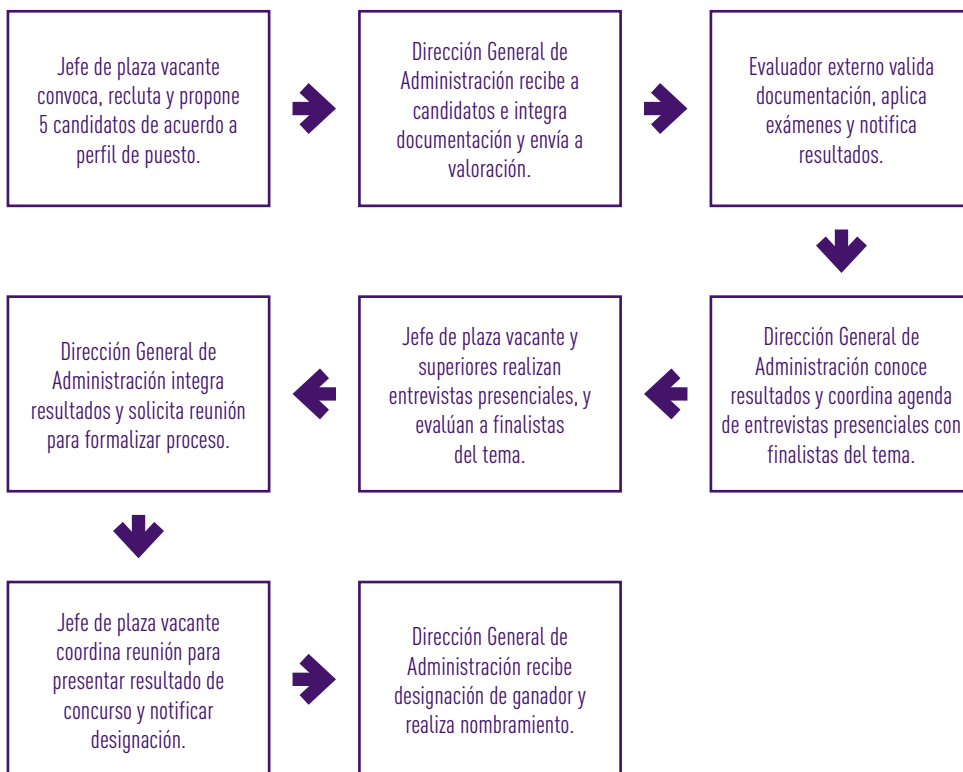 Jefe de plaza vacante
convoca, recluta y propone
5 candidatos de acuerdo a
perfil de puesto.
Dirección General de
Administración recibe a
candidatos e integra
documentación y envía a
valoración.
Evaluador externo valida
documentación, aplica
exámenes y notifica
resultados.
Dirección General de
Administración conoce
resultados y coordina agenda
de entrevistas presenciales con
finalistas del tema.
Jefe de plaza vacante y
superiores realizan
entrevistas presenciales, y
evalúan a finalistas
del tema.
Dirección General de
Administración integra
resultados y solicita reunión
para formalizar proceso.
Jefe de plaza vacante
coordina reunión para
presentar resultado de
concurso y notificar
designación.
Dirección General de
Administración recibe
designación de ganador y
realiza nombramiento.